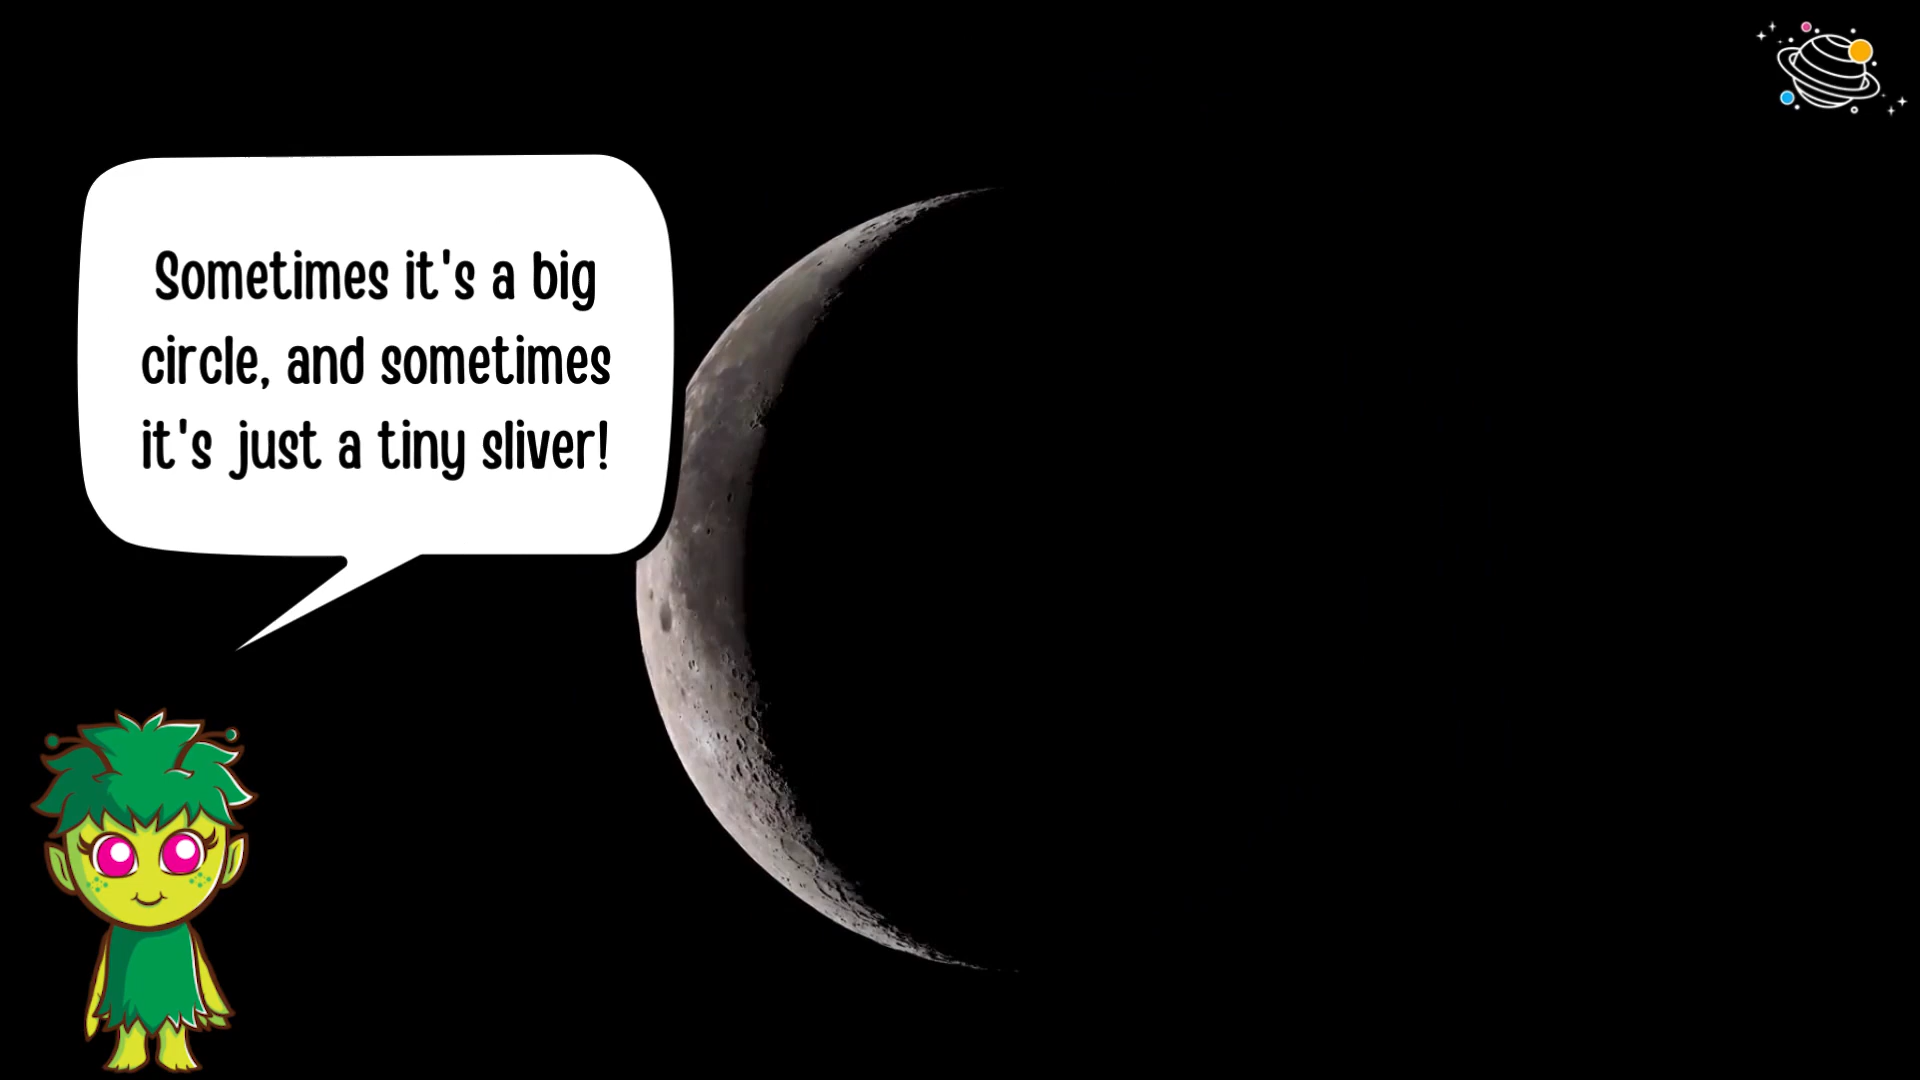 Sometimes it's a big
circle, and sometimes
it's just a tiny sliver!